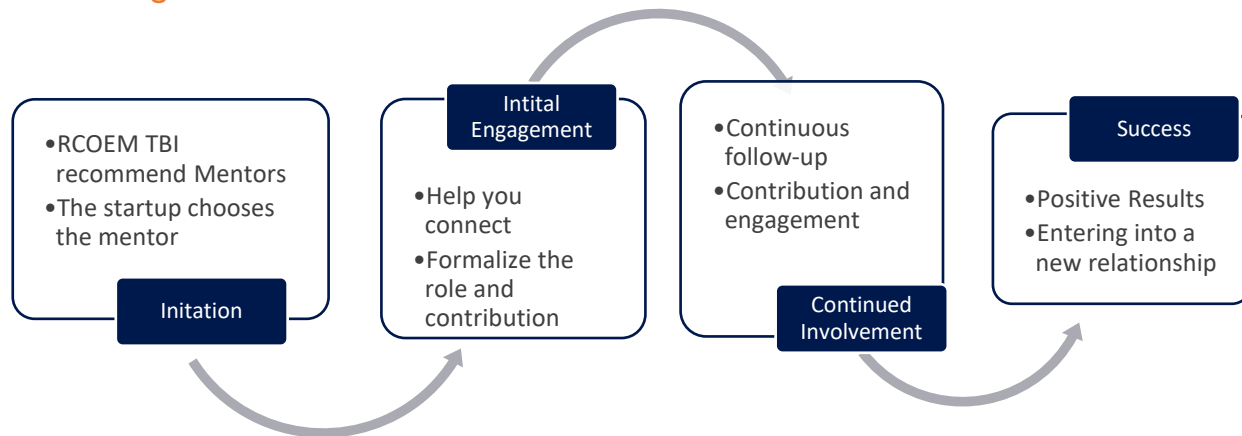 •RCOEM TBI
recommend Mentors
•The startup chooses
the mentor
Initation
Intital
Engagement
•Help you
connect
•Formalize the
role and
contribution
•Continuous
follow-up
•Contribution and
engagement
Continued
Involvement
Success
•Positive Results
•Entering into a
new relationship